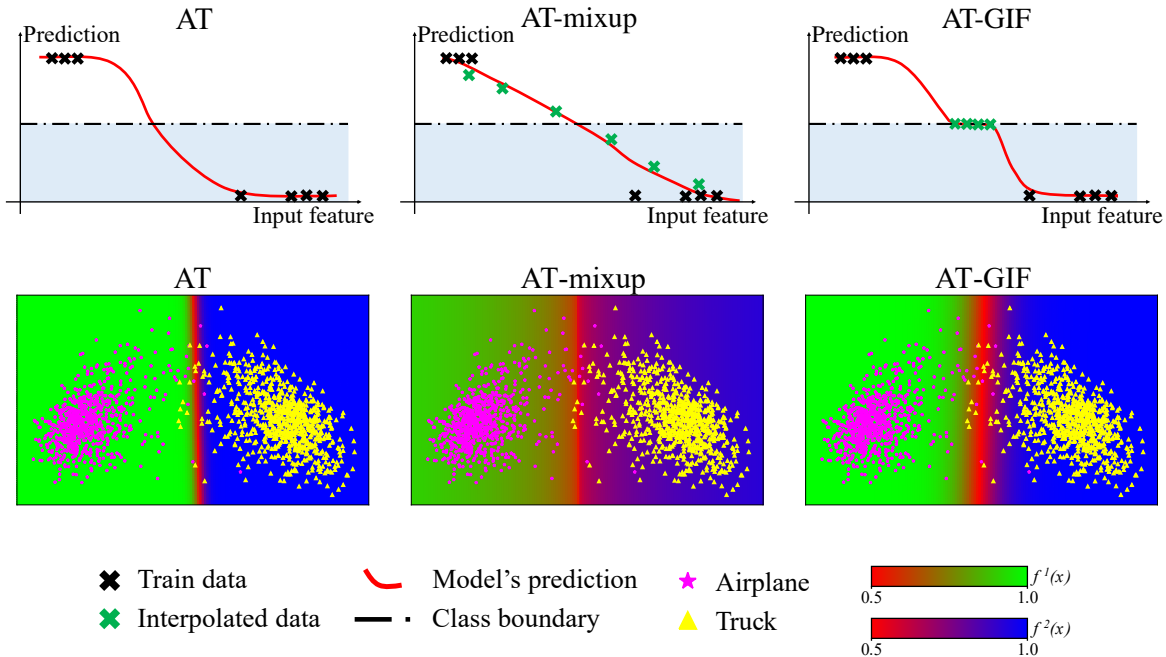 AT
AT-mixup
AT-GIF
Prediction
Prediction
Prediction
Input feature
Input feature
Input feature
AT
AT-mixup
AT-GIF
Train data
Model's prediction
Airplane
f¹(x)
0.5
1.0
Interpolated data
Class boundary
Truck
f²(x)
0.5
1.0